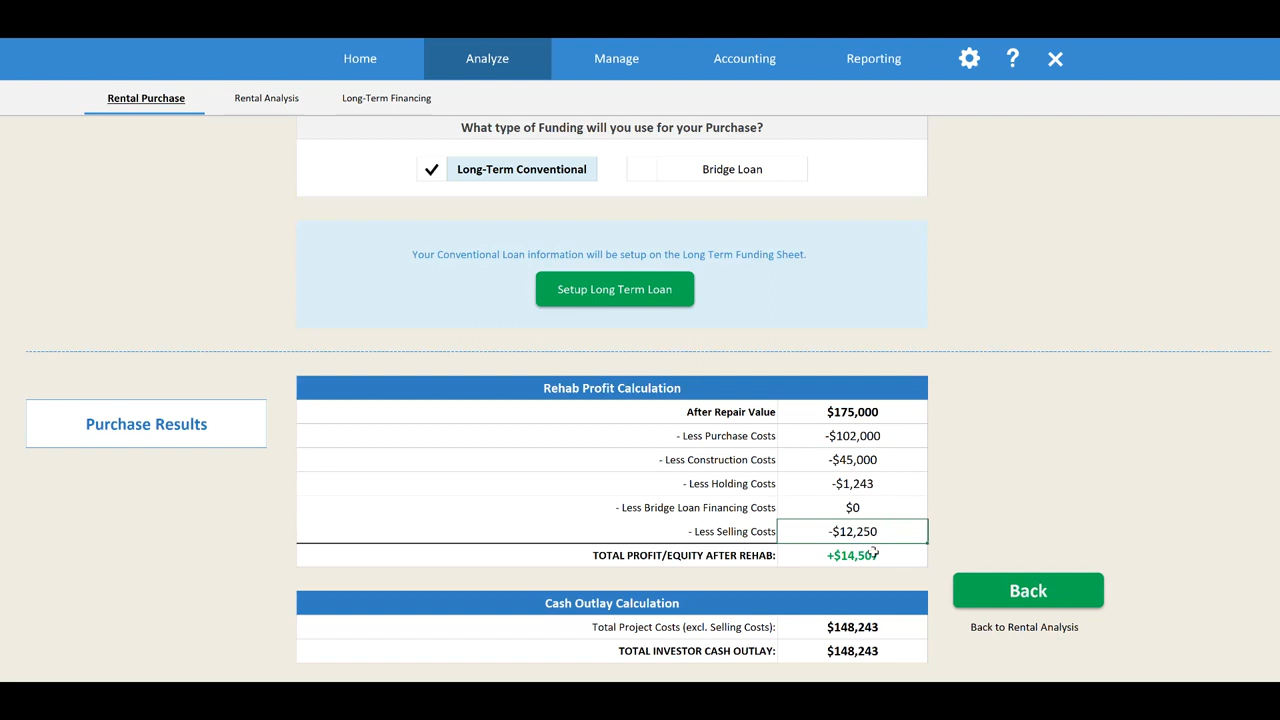 Home Analyze Manage Accounting Reporting ?
Rental Purchase Rental Analysis Long-Term Financing
What type of Funding will you use for your Purchase?
Long-Term Conventional Bridge Loan
Your Conventional Loan information will be setup on the Long Term Funding Sheet.
Setup Long Term Loan
Purchase Results
Rehab Profit Calculation
After Repair Value $175,000
- Less Purchase Costs -$102,000
- Less Construction Costs -$45,000
- Less Holding Costs -$1,243
- Less Bridge Loan Financing Costs $0
- Less Selling Costs -$12,250
TOTAL PROFIT/EQUITY AFTER REHAB: +$14,507
Cash Outlay Calculation
Total Project Costs (excl. Selling Costs): $148,243
TOTAL INVESTOR CASH OUTLAY: $148,243
Back
Back to Rental Analysis